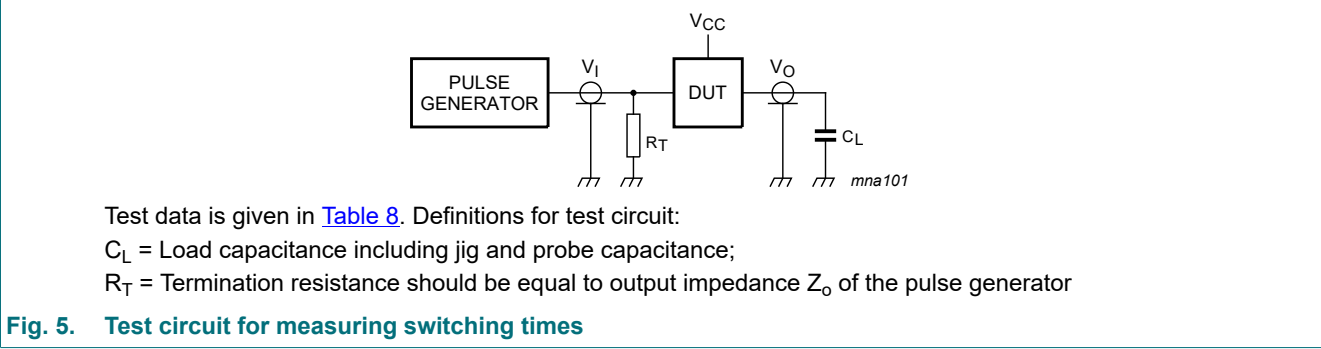 VCC
PULSE
GENERATOR
VI
DUT
VO
RT
CL
mna101
Test data is given in Table 8. Definitions for test circuit:
CL = Load capacitance including jig and probe capacitance;
RT = Termination resistance should be equal to output impedance Zo of the pulse generator
Fig. 5. Test circuit for measuring switching times